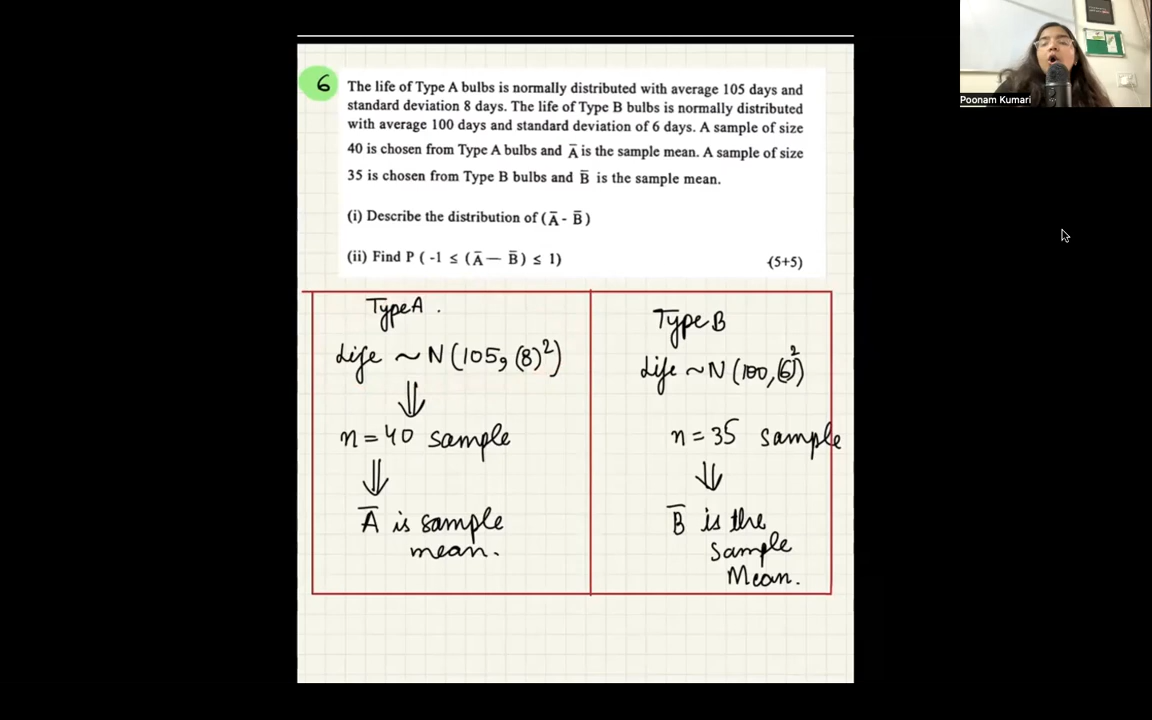 Poonam Kumari
6
The life of Type A bulbs is normally distributed with average 105 days and
standard deviation 8 days. The life of Type B bulbs is normally distributed
with average 100 days and standard deviation of 6 days. A sample of size
40 is chosen from Type A bulbs and A̅ is the sample mean. A sample of size
35 is chosen from Type B bulbs and B̅ is the sample mean.
(i) Describe the distribution of (A̅ - B̅)
(ii) Find P ( -1 ≤ (A̅ — B̅) ≤ 1) (5+5)
Type A .
Life ~ N (105, (8)²)
⇓
n = 40 sample
⇓
A̅ is sample
mean.
Type B
Life ~ N (100, (6)²)
n = 35 sample
⇓
B̅ is the
Sample
Mean.